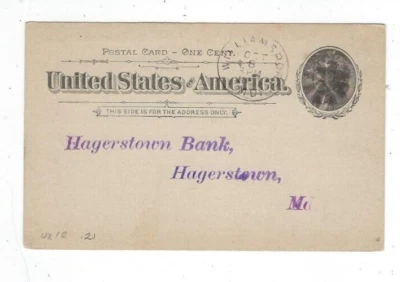 POSTAL CARD – ONE CENT.
United States of America.
THIS SIDE IS FOR THE ADDRESS ONLY.
Hagerstown Bank,
Hagerstown,
Md
UX12 .21